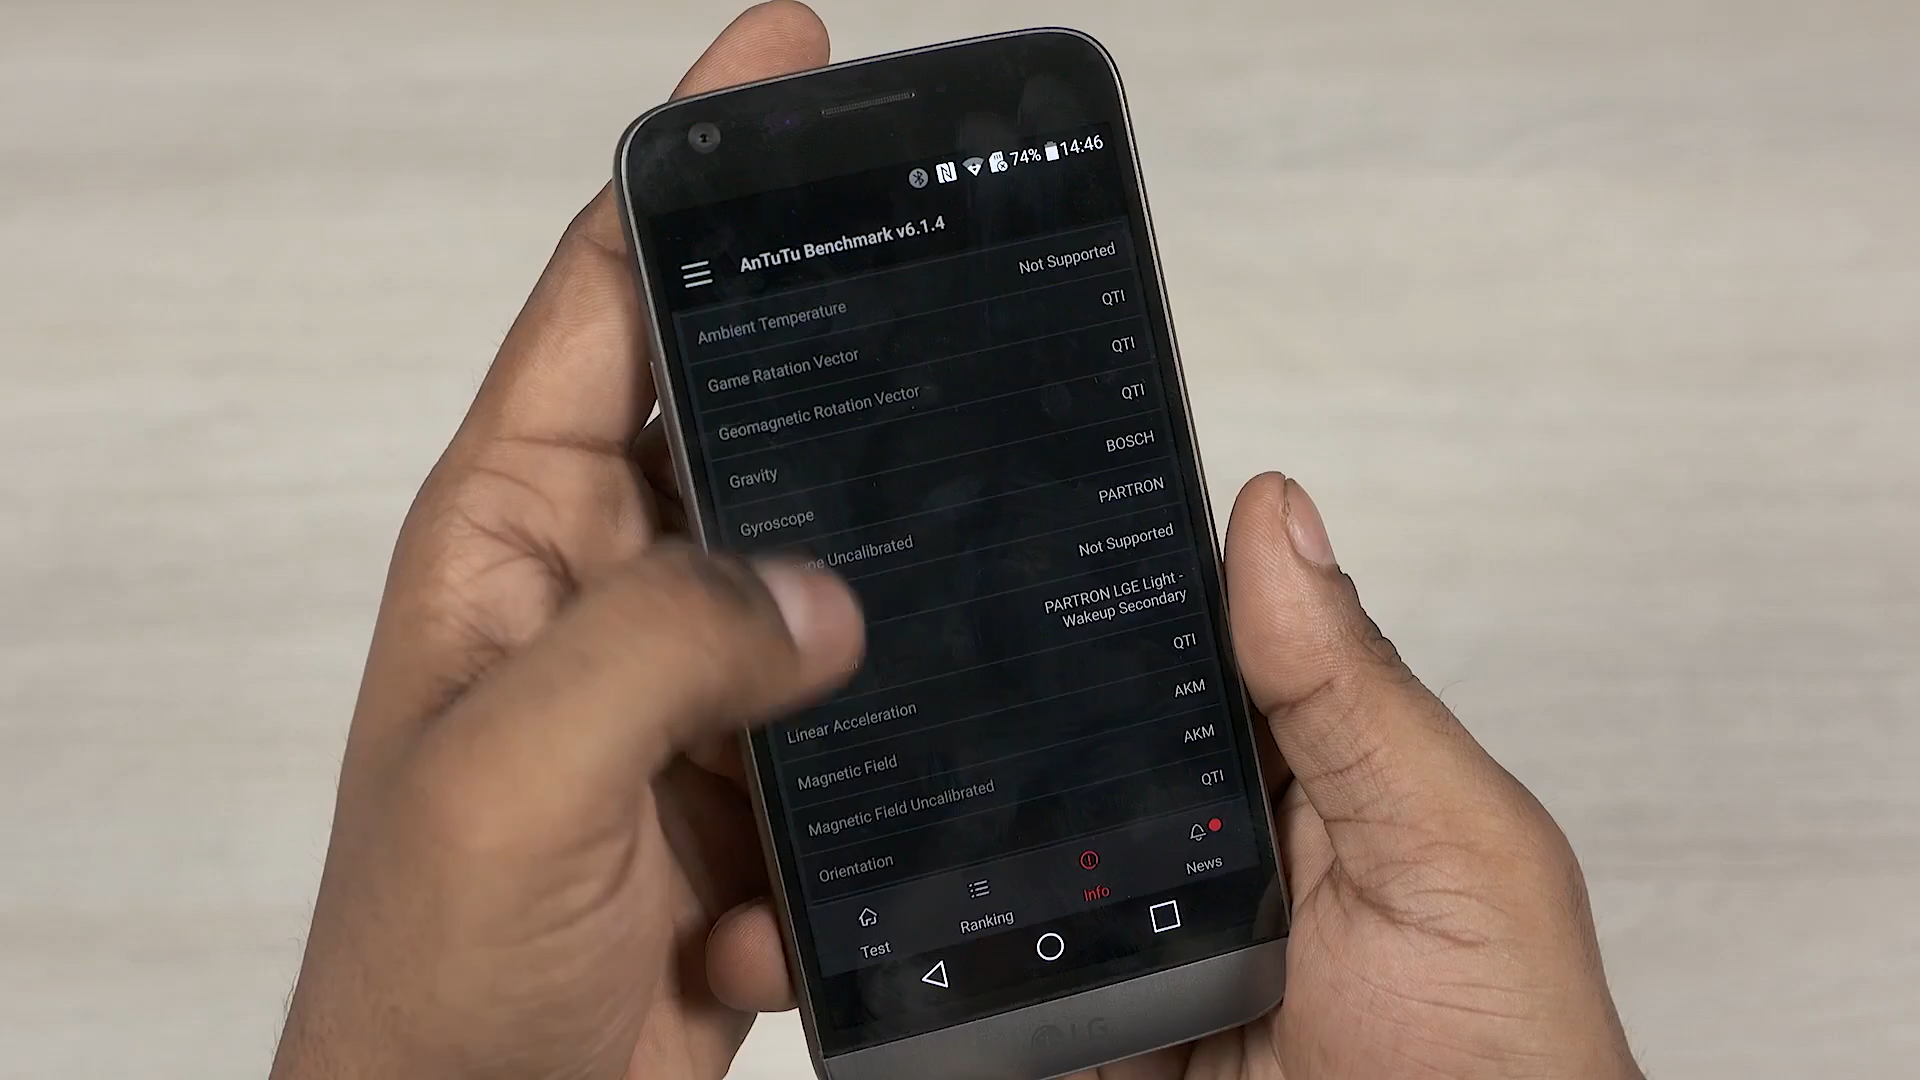 74% 14:46
AnTuTu Benchmark v6.1.4
Ambient Temperature Not Supported
Game Ratation Vector QTI
Geomagnetic Rotation Vector QTI
Gravity QTI
Gyroscope BOSCH
Uncalibrated PARTRON
Not Supported
PARTRON LGE Light -
Wakeup Secondary
Linear Acceleration QTI
Magnetic Field AKM
Magnetic Field Uncalibrated AKM
Orientation QTI
Test Ranking Info News
LG